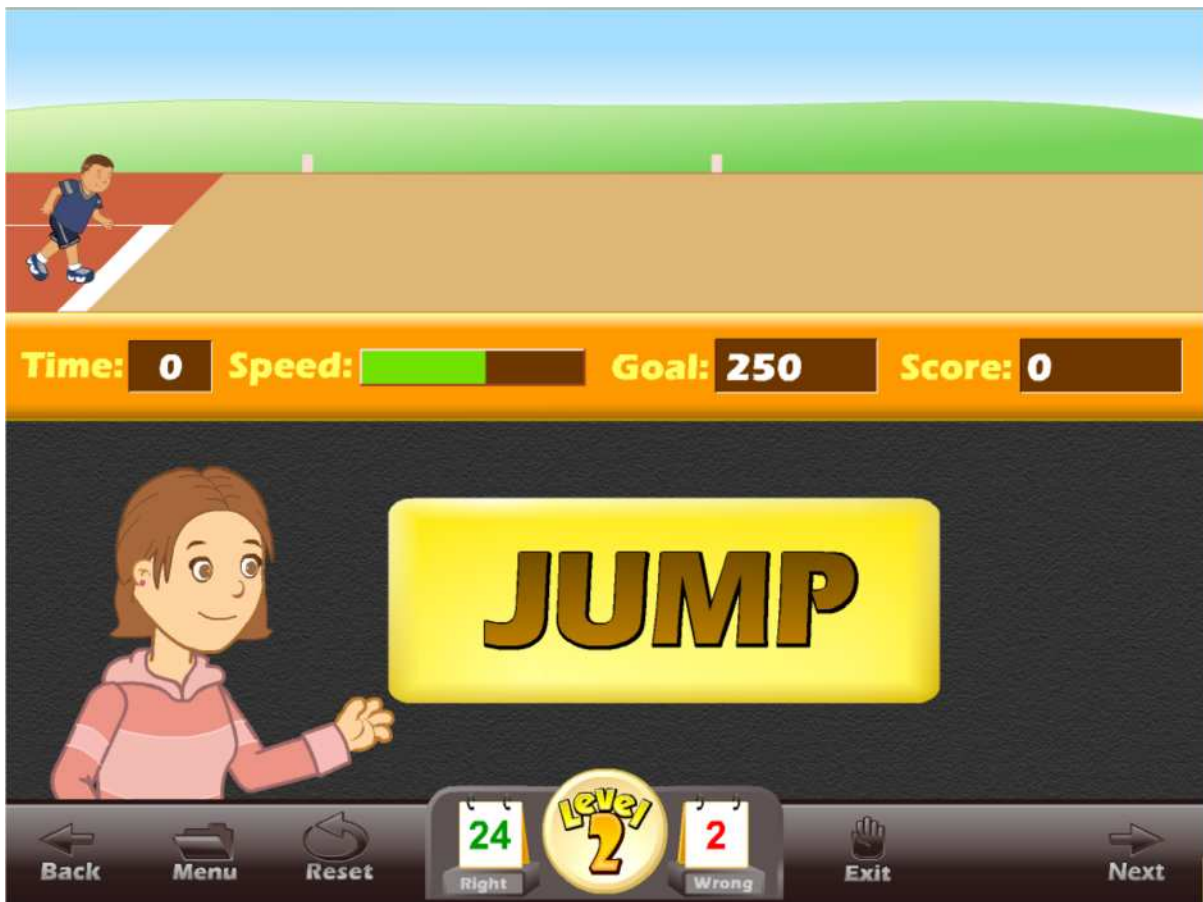 Time: 0 Speed: Goal: 250 Score: 0
JUMP
24 Level 2 2
Right Wrong
Back Menu Reset Exit Next